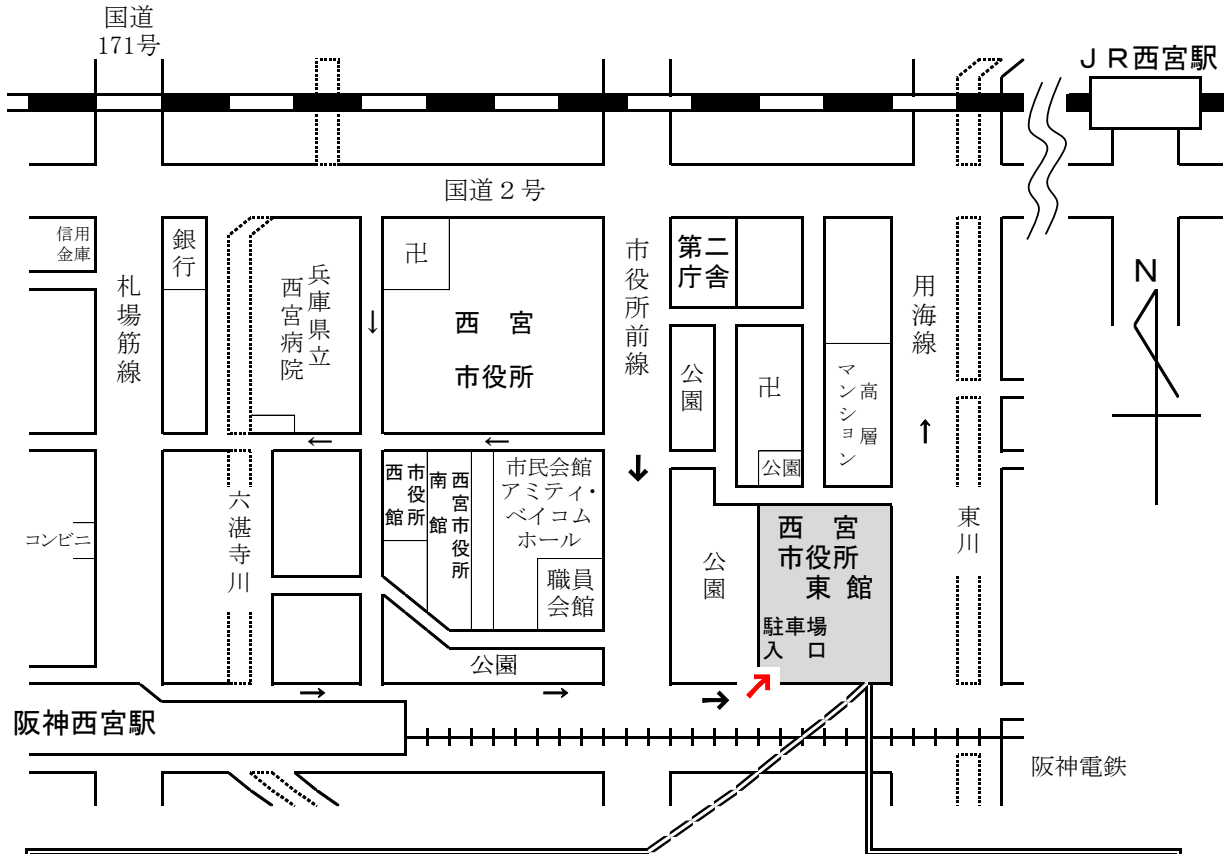 国道
171号
ＪＲ西宮駅
国道２号
信用
金庫
銀行
札場筋線
兵庫県立
西宮病院
卍
西宮
市役所
市役所前線
第二
庁舎
公園
卍
公園
高層
マンション
用海線
N
六湛寺川
コンビニ
市役所
西館
西宮市役所
南館
市民会館
アミティ・
ベイコム
ホール
職員
会館
公園
公園
西宮
市役所
東館
駐車場
入口
東川
阪神西宮駅
阪神電鉄